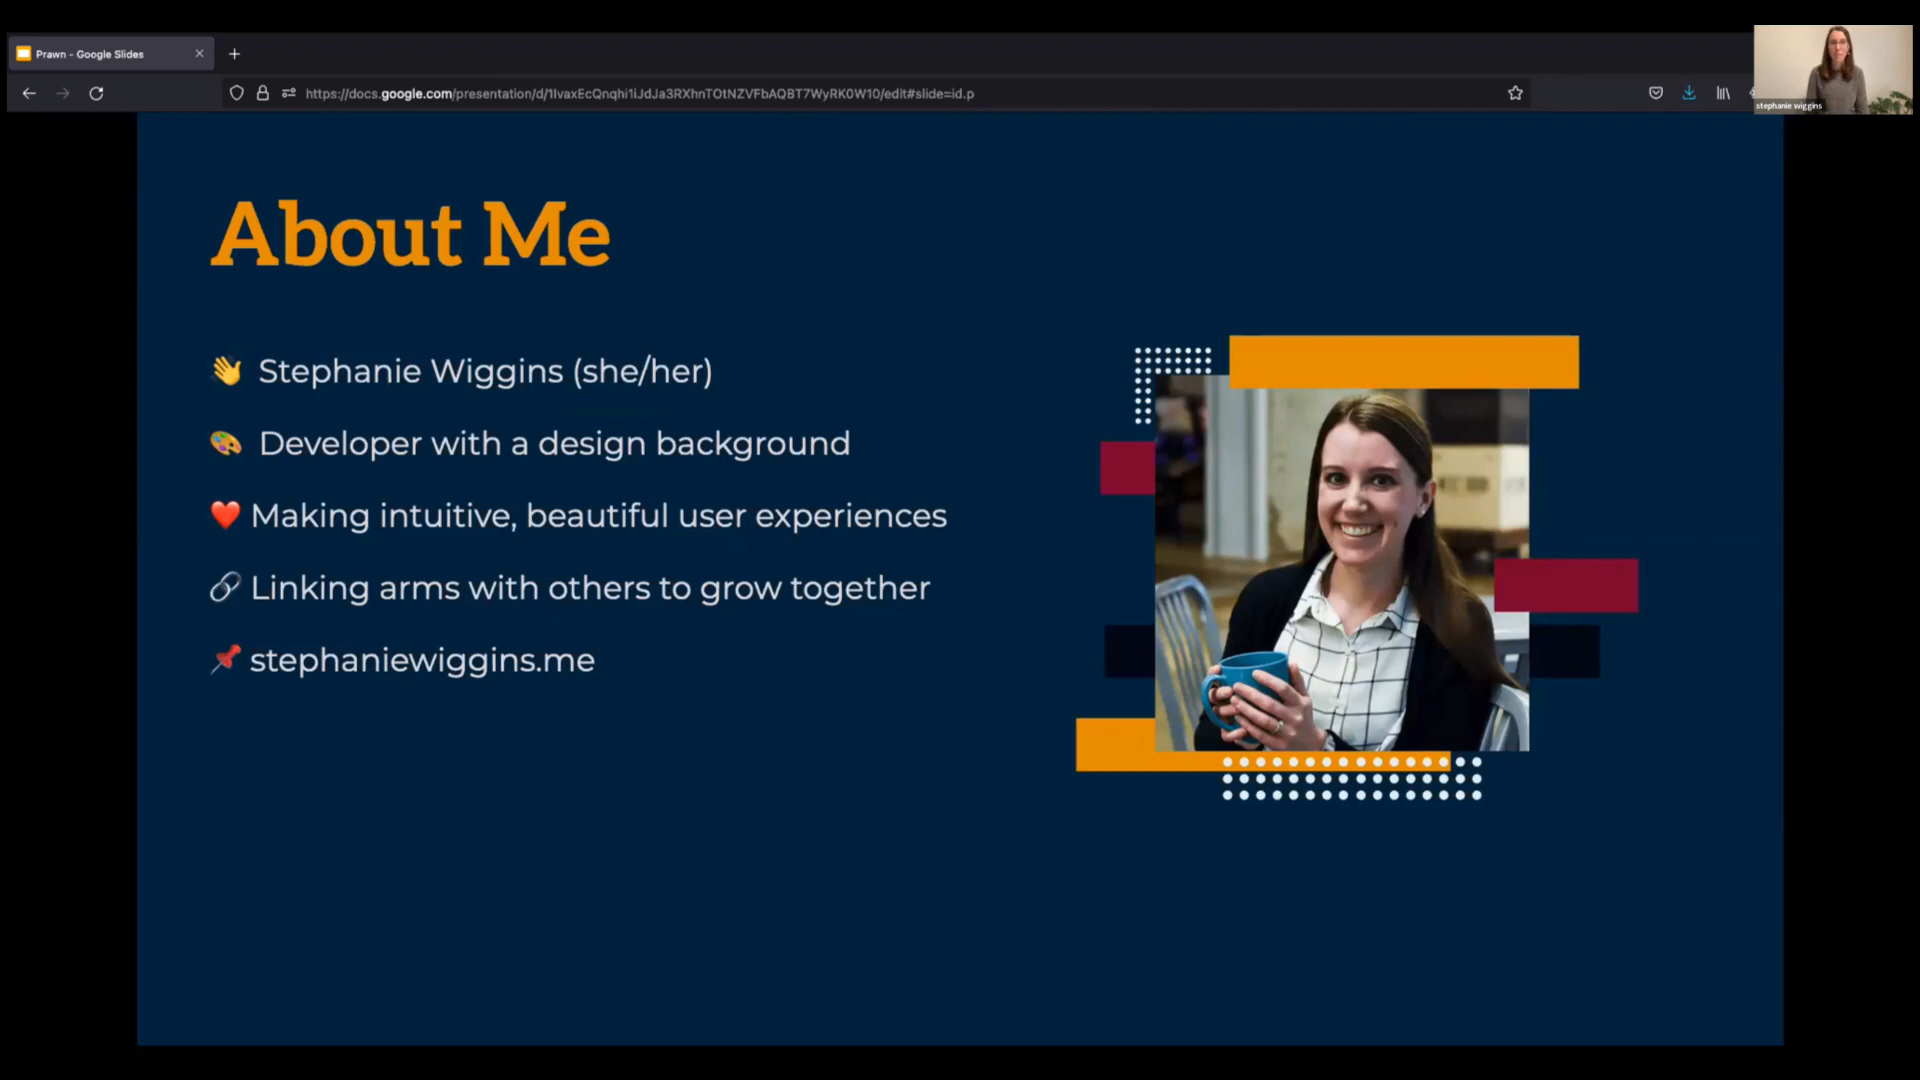 Prawn - Google Slides
https://docs.google.com/presentation/d/1IvaxEcQnqhi1iJdJa3RXhnTOtNZVFbAQBT7WyRK0W10/edit#slide=id.p
stephanie wiggins
About Me
👋 Stephanie Wiggins (she/her)
🎨 Developer with a design background
❤️ Making intuitive, beautiful user experiences
🔗 Linking arms with others to grow together
📌 stephaniewiggins.me